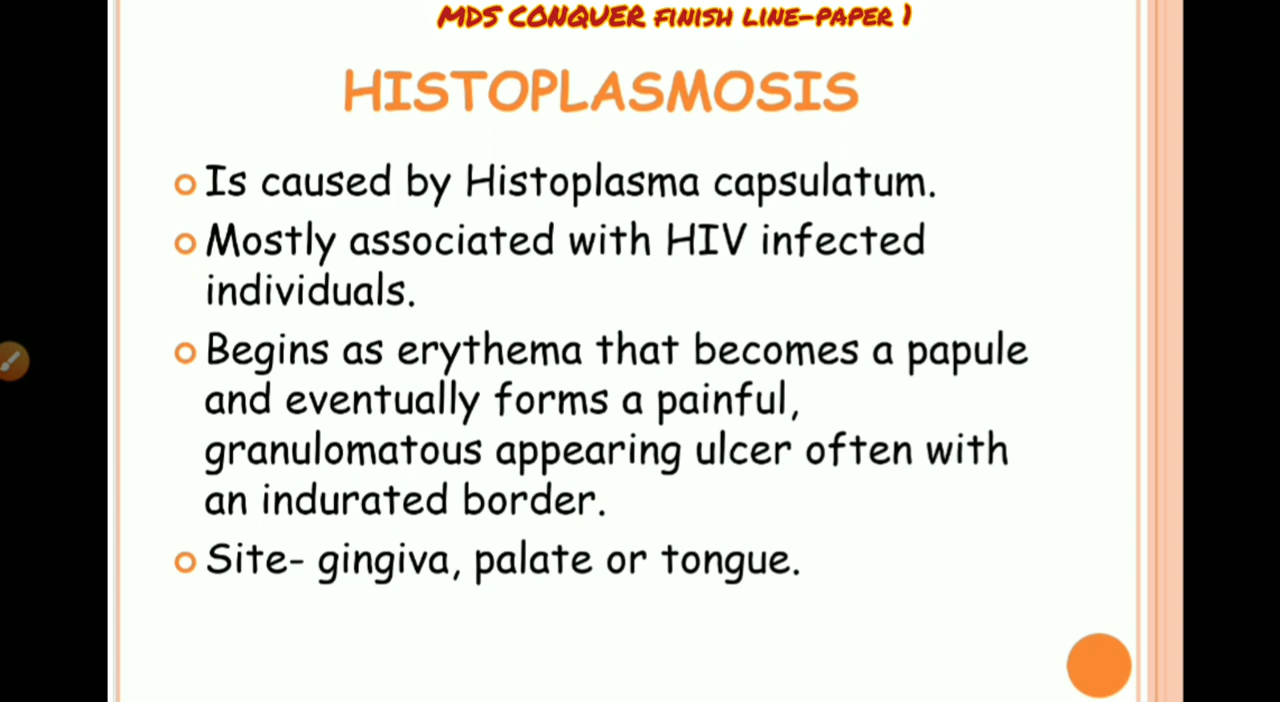 MDS CONQUER FINISH LINE-PAPER 1
HISTOPLASMOSIS
Is caused by Histoplasma capsulatum.
Mostly associated with HIV infected
individuals.
Begins as erythema that becomes a papule
and eventually forms a painful,
granulomatous appearing ulcer often with
an indurated border.
Site- gingiva, palate or tongue.